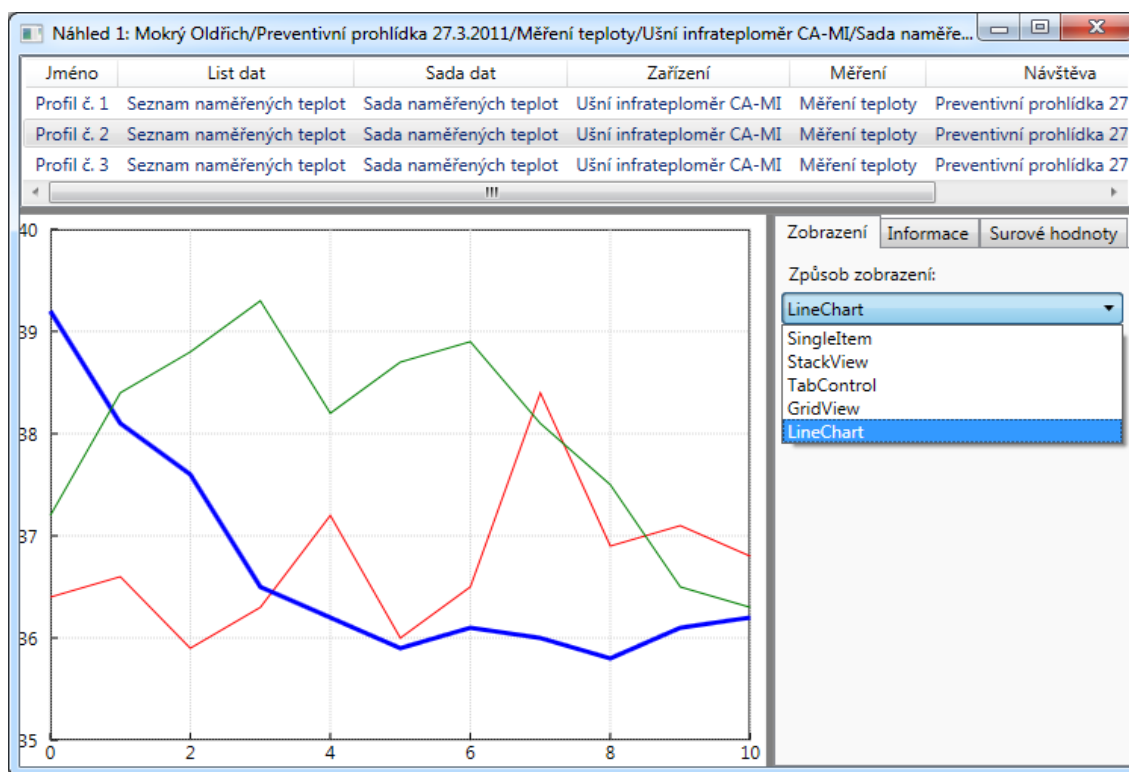 Náhled 1: Mokrý Oldřich/Preventivní prohlídka 27.3.2011/Měření teploty/Ušní infrateploměr CA-MI/Sada naměře...
Jméno List dat Sada dat Zařízení Měření Návštěva
Profil č. 1 Seznam naměřených teplot Sada naměřených teplot Ušní infrateploměr CA-MI Měření teploty Preventivní prohlídka 27
Profil č. 2 Seznam naměřených teplot Sada naměřených teplot Ušní infrateploměr CA-MI Měření teploty Preventivní prohlídka 27
Profil č. 3 Seznam naměřených teplot Sada naměřených teplot Ušní infrateploměr CA-MI Měření teploty Preventivní prohlídka 27
40
39
38
37
36
35
0 2 4 6 8 10
Zobrazení Informace Surové hodnoty
Způsob zobrazení:
LineChart
SingleItem
StackView
TabControl
GridView
LineChart